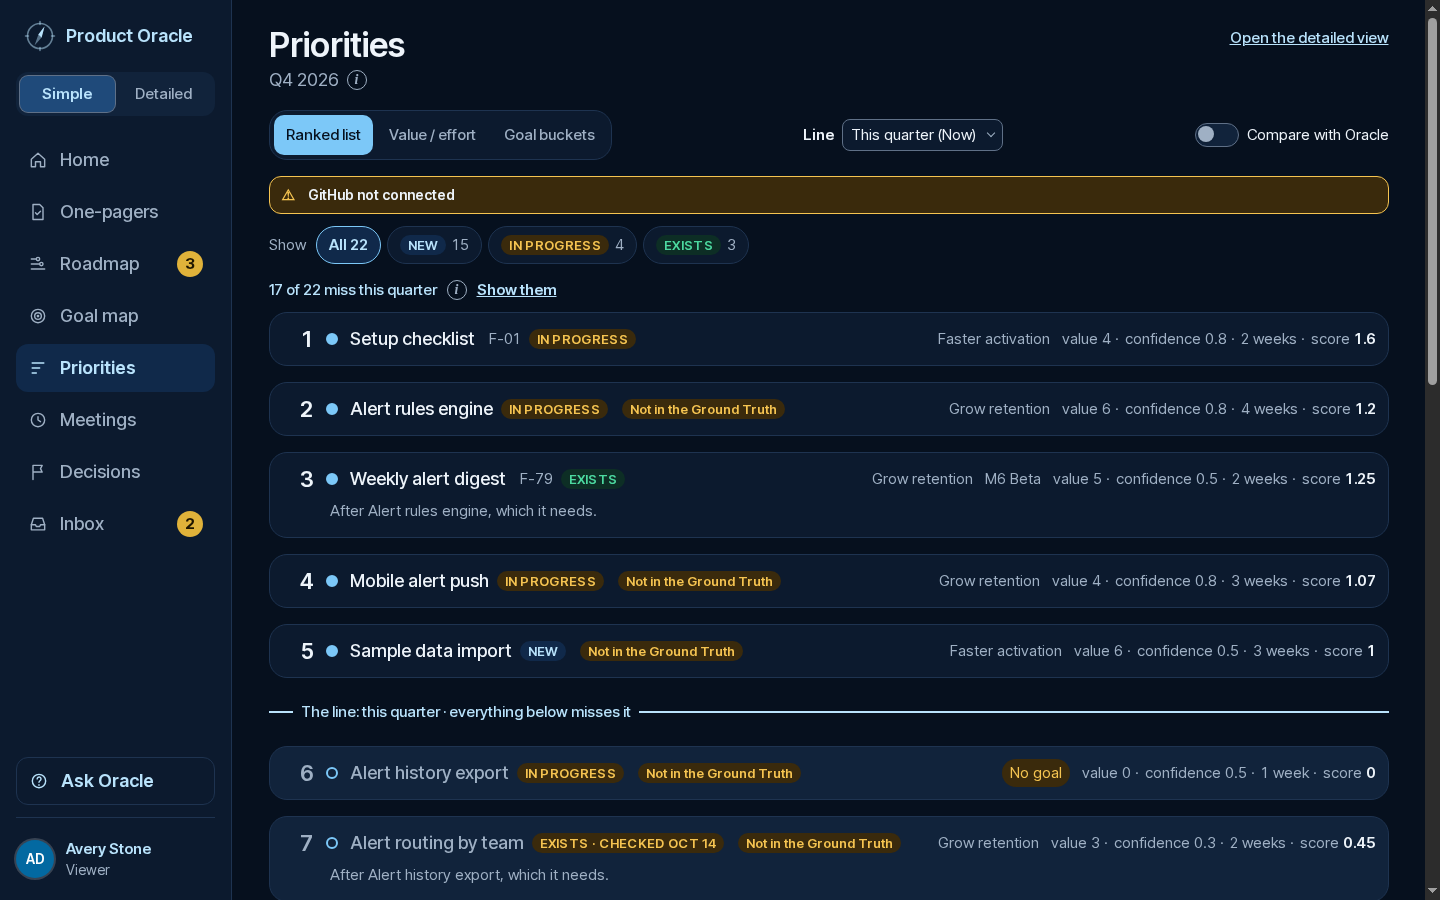 Product Oracle
Simple
Detailed
Home
One-pagers
Roadmap 3
Goal map
Priorities
Meetings
Decisions
Inbox 2
Ask Oracle
AD
Avery Stone
Viewer
Priorities
Open the detailed view
Q4 2026 i
Ranked list
Value / effort
Goal buckets
Line
This quarter (Now)
Compare with Oracle
⚠ GitHub not connected
Show All 22 NEW 15 IN PROGRESS 4 EXISTS 3
17 of 22 miss this quarter i Show them
1 Setup checklist F-01 IN PROGRESS Faster activation value 4 · confidence 0.8 · 2 weeks · score 1.6
2 Alert rules engine IN PROGRESS Not in the Ground Truth Grow retention value 6 · confidence 0.8 · 4 weeks · score 1.2
3 Weekly alert digest F-79 EXISTS Grow retention M6 Beta value 5 · confidence 0.5 · 2 weeks · score 1.25
After Alert rules engine, which it needs.
4 Mobile alert push IN PROGRESS Not in the Ground Truth Grow retention value 4 · confidence 0.8 · 3 weeks · score 1.07
5 Sample data import NEW Not in the Ground Truth Faster activation value 6 · confidence 0.5 · 3 weeks · score 1
The line: this quarter · everything below misses it
6 Alert history export IN PROGRESS Not in the Ground Truth No goal value 0 · confidence 0.5 · 1 week · score 0
7 Alert routing by team EXISTS · CHECKED OCT 14 Not in the Ground Truth Grow retention value 3 · confidence 0.3 · 2 weeks · score 0.45
After Alert history export, which it needs.